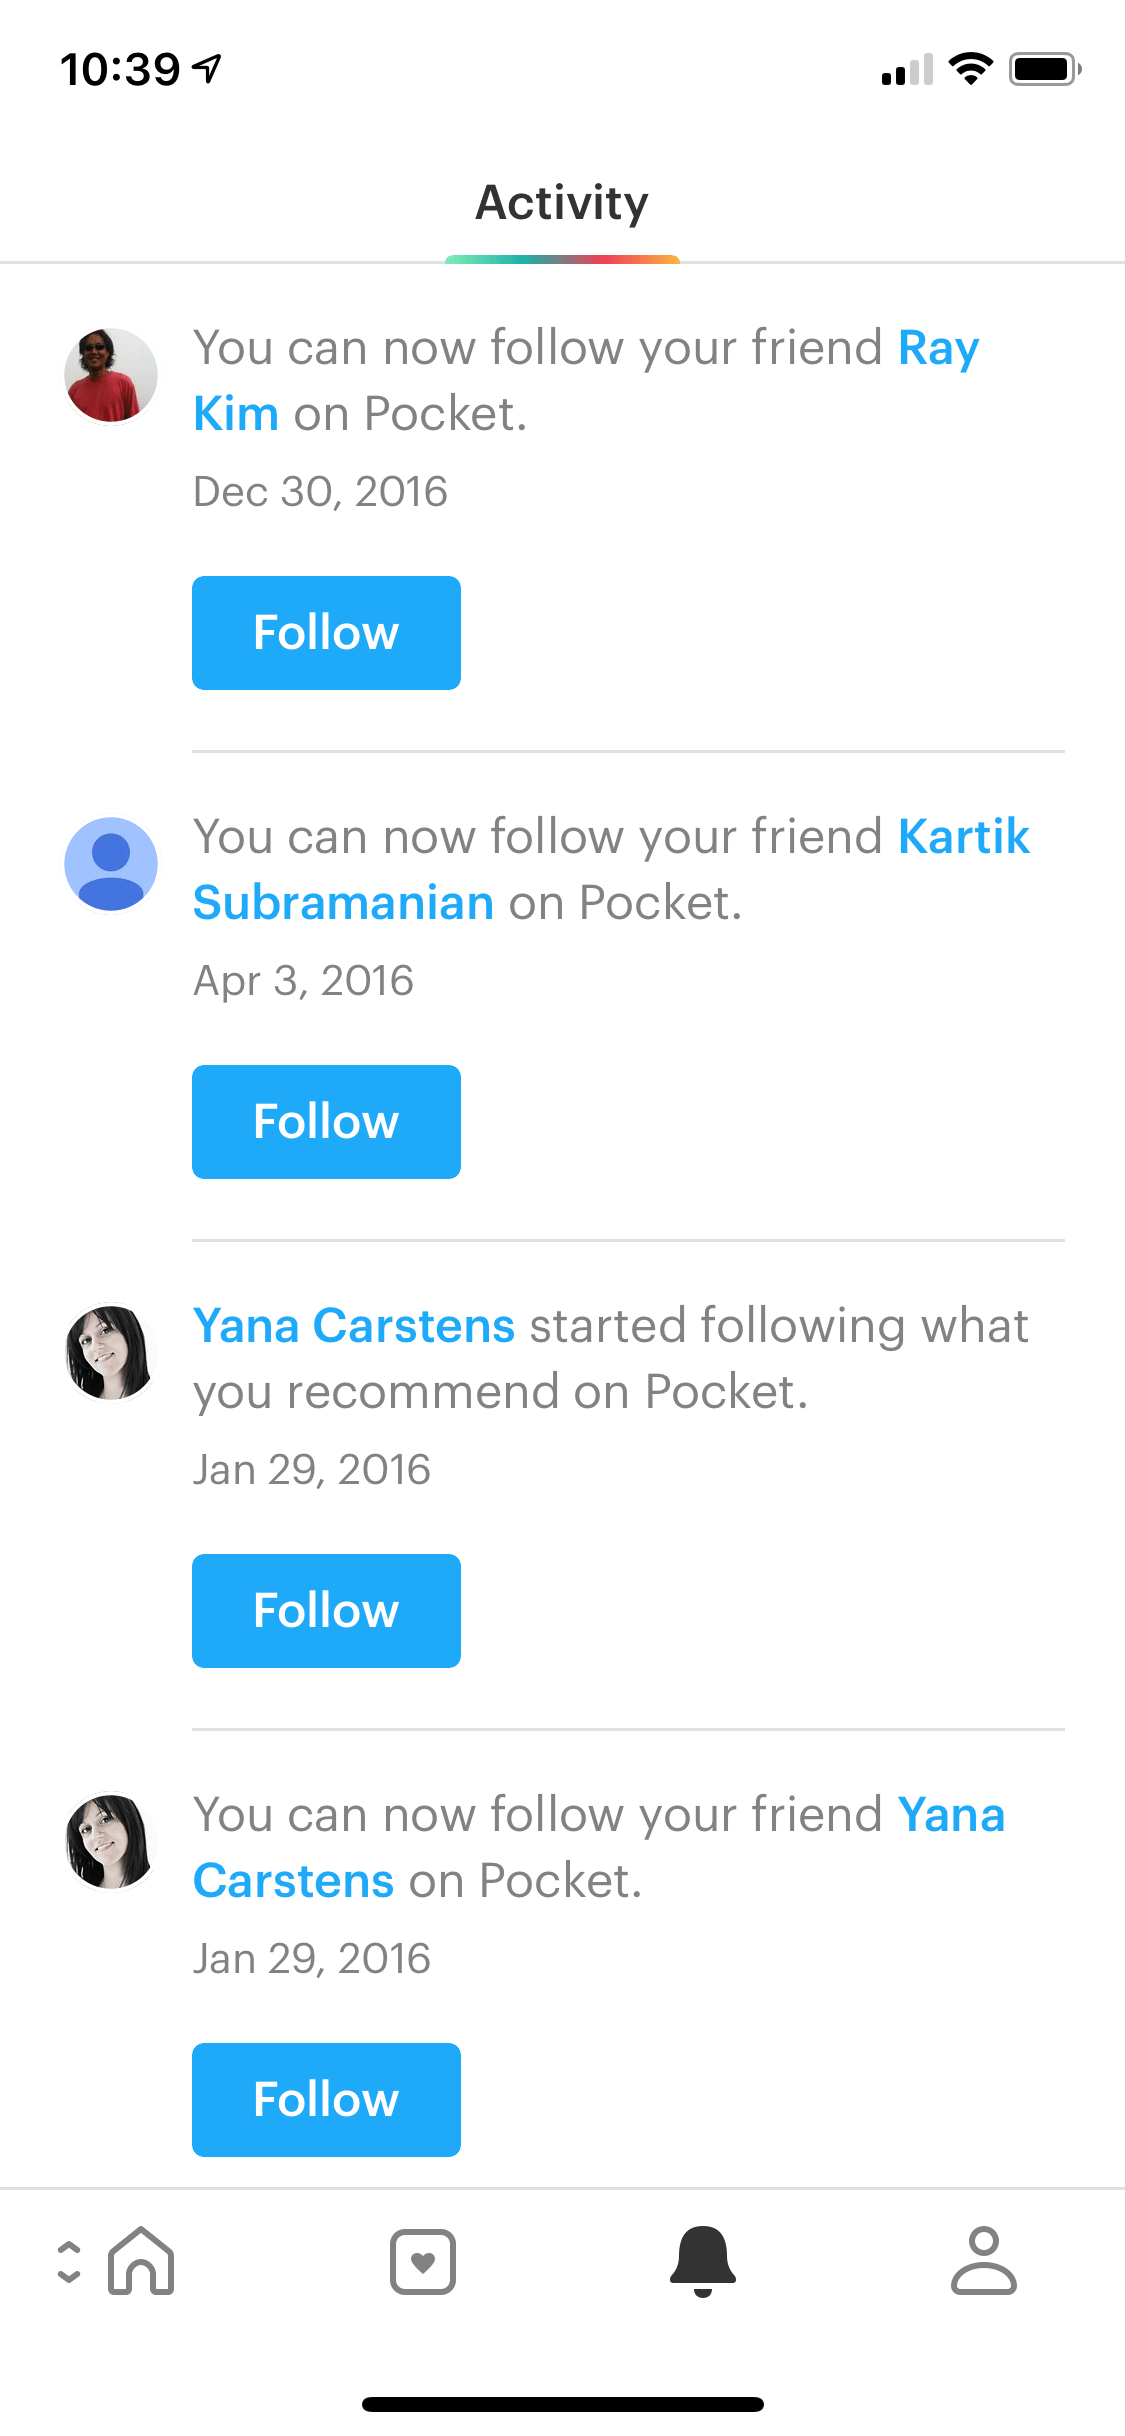 10:39
Activity
You can now follow your friend Ray
Kim on Pocket.
Dec 30, 2016
Follow
You can now follow your friend Kartik
Subramanian on Pocket.
Apr 3, 2016
Follow
Yana Carstens started following what
you recommend on Pocket.
Jan 29, 2016
Follow
You can now follow your friend Yana
Carstens on Pocket.
Jan 29, 2016
Follow